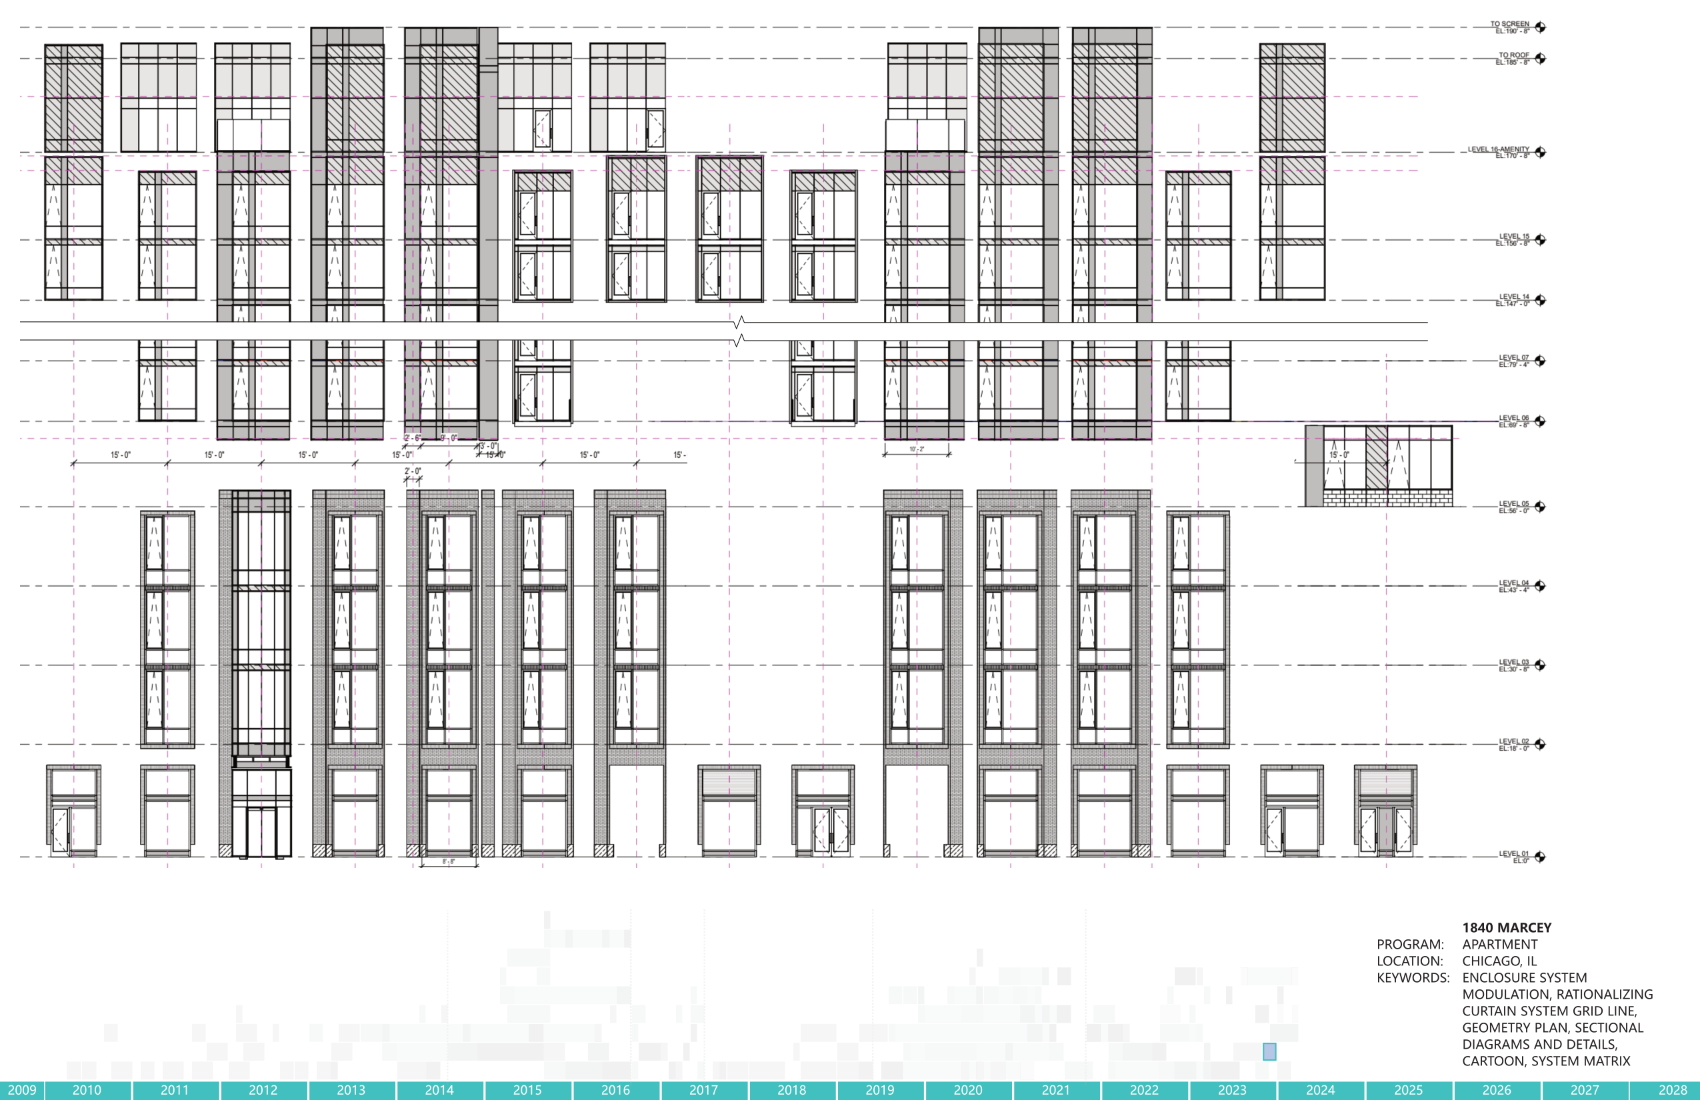 TO SCREEN
EL:190' - 8"
TO ROOF
EL:185' - 8"
LEVEL 16-AMENITY
EL:170' - 8"
LEVEL 15
EL:156' - 8"
LEVEL 14
EL:147' - 0"
LEVEL 07
EL:79' - 4"
LEVEL 06
EL:69' - 8"
2' - 6" 9' - 0" 3' - 0" 10' - 2"
15' - 0" 15' - 0" 15' - 0" 15' - 0" 15' - 0" 15' - 0" 15' - 15' - 0"
2' - 0"
LEVEL 05
EL:56' - 0"
LEVEL 04
EL:43' - 4"
LEVEL 03
EL:30' - 8"
LEVEL 02
EL:18' - 0"
LEVEL 01
EL:0"
8' - 8"
1840 MARCEY
PROGRAM: APARTMENT
LOCATION: CHICAGO, IL
KEYWORDS: ENCLOSURE SYSTEM
MODULATION, RATIONALIZING
CURTAIN SYSTEM GRID LINE,
GEOMETRY PLAN, SECTIONAL
DIAGRAMS AND DETAILS,
CARTOON, SYSTEM MATRIX
2009 2010 2011 2012 2013 2014 2015 2016 2017 2018 2019 2020 2021 2022 2023 2024 2025 2026 2027 2028